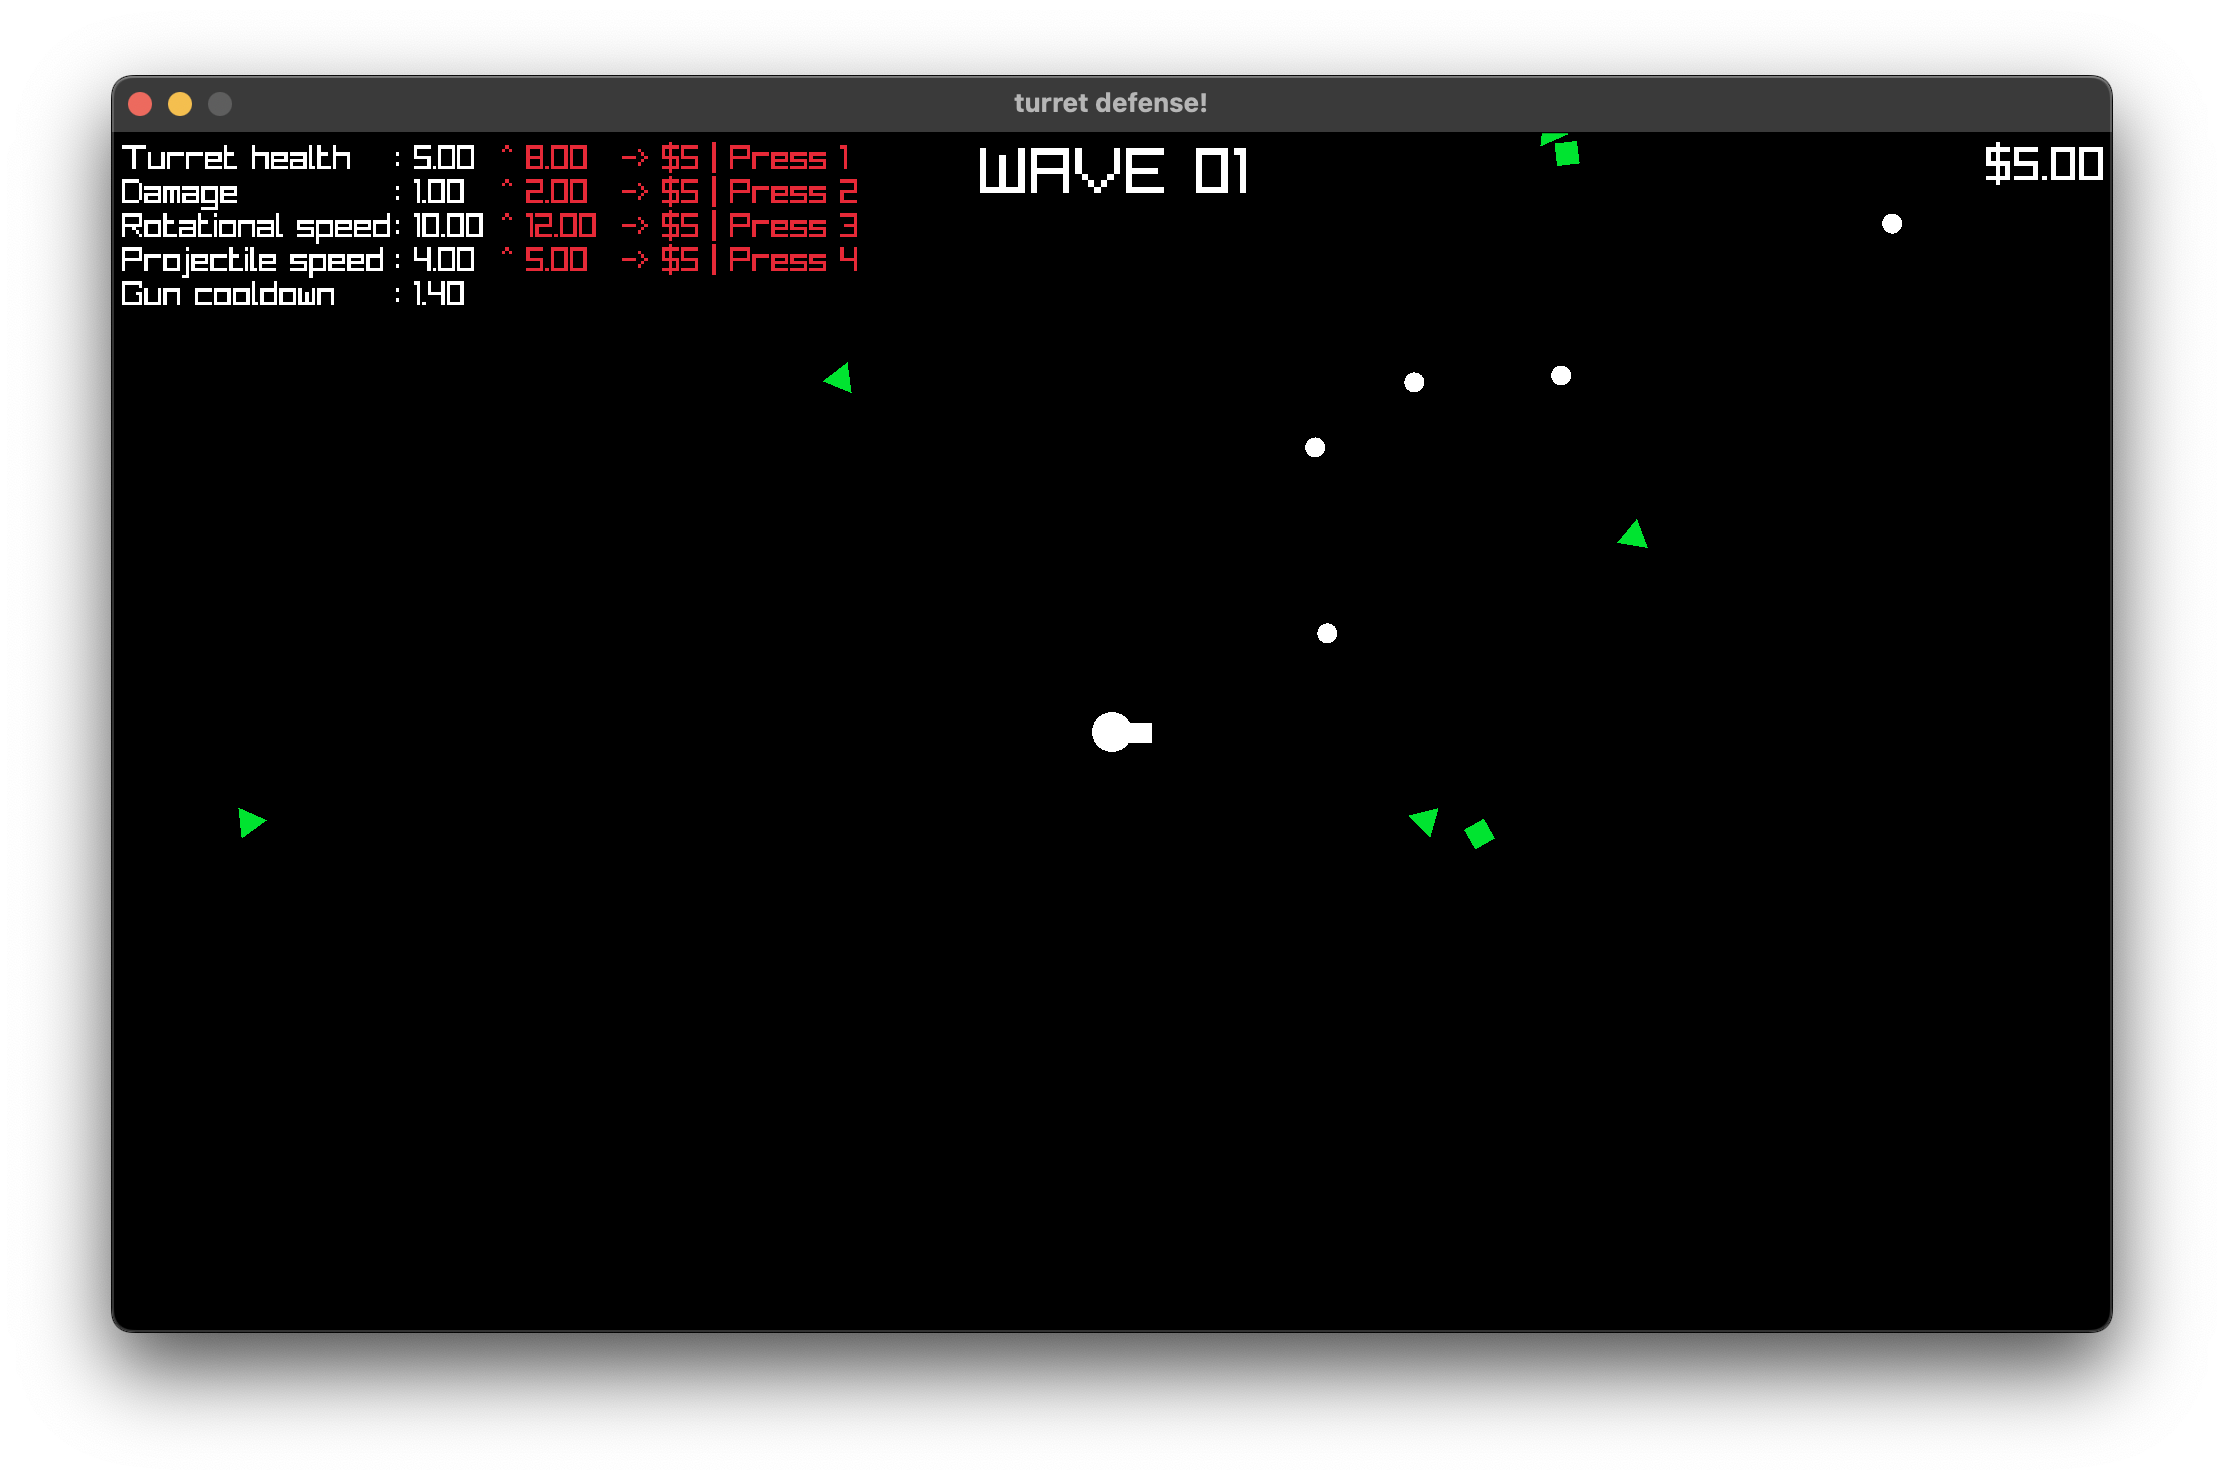 turret defense!
Turret health : 5.00 ^ 8.00 -> $5 | Press 1
Damage : 1.00 ^ 2.00 -> $5 | Press 2
Rotational speed: 10.00 ^ 12.00 -> $5 | Press 3
Projectile speed : 4.00 ^ 5.00 -> $5 | Press 4
Gun cooldown : 1.40
WAVE 01
$5.00